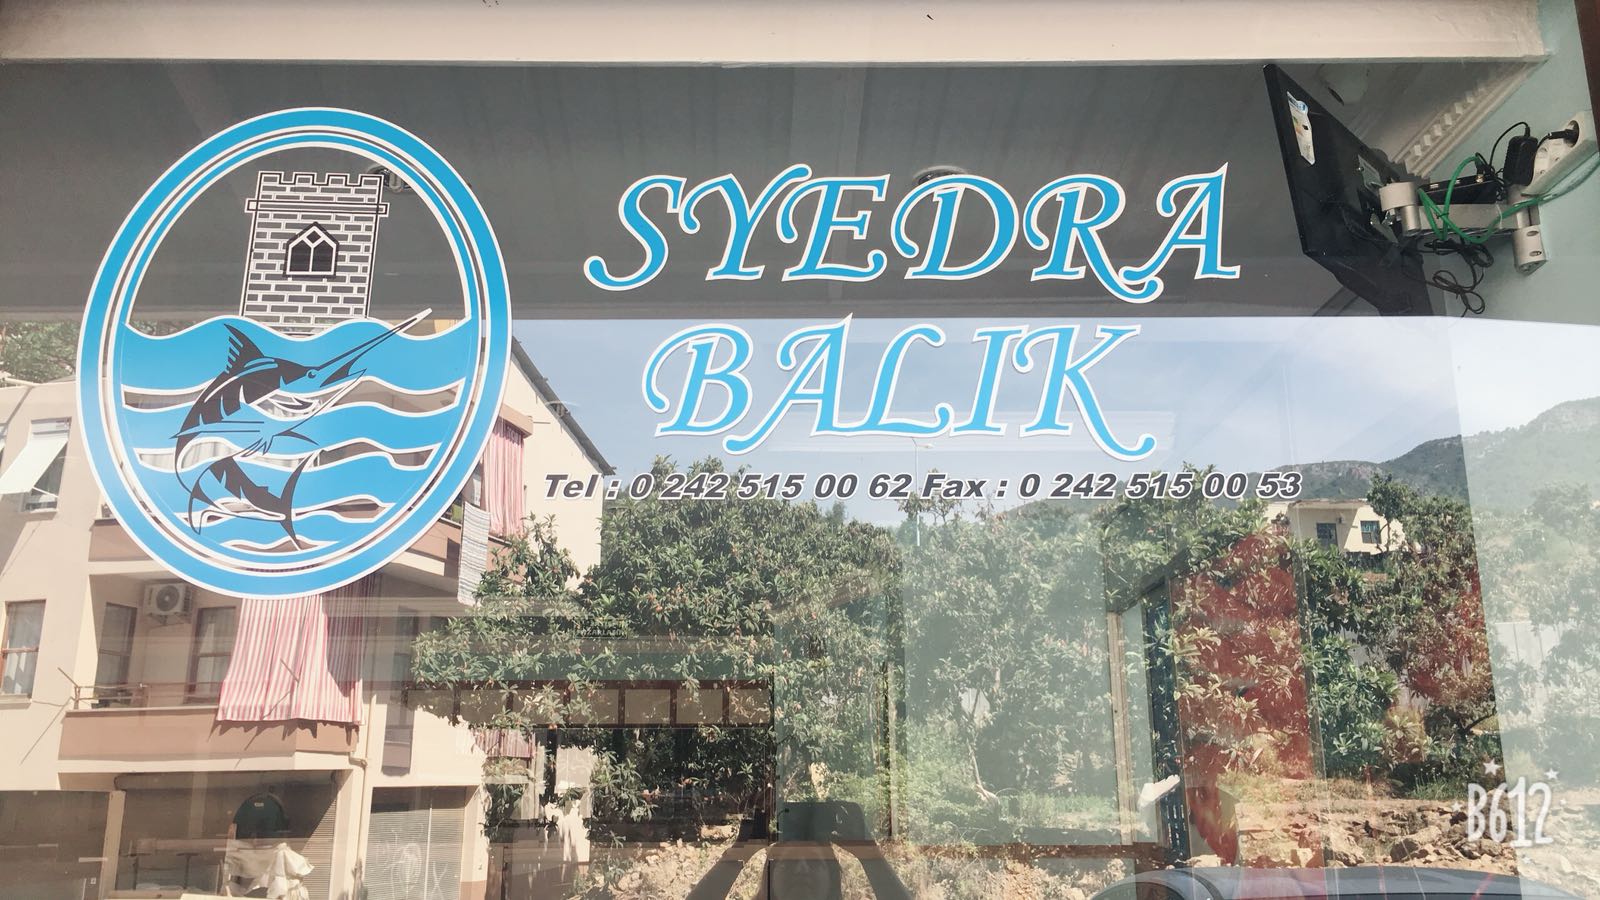 SYEDRA
BALIK
Tel : 0 242 515 00 62 Fax : 0 242 515 00 53
B612